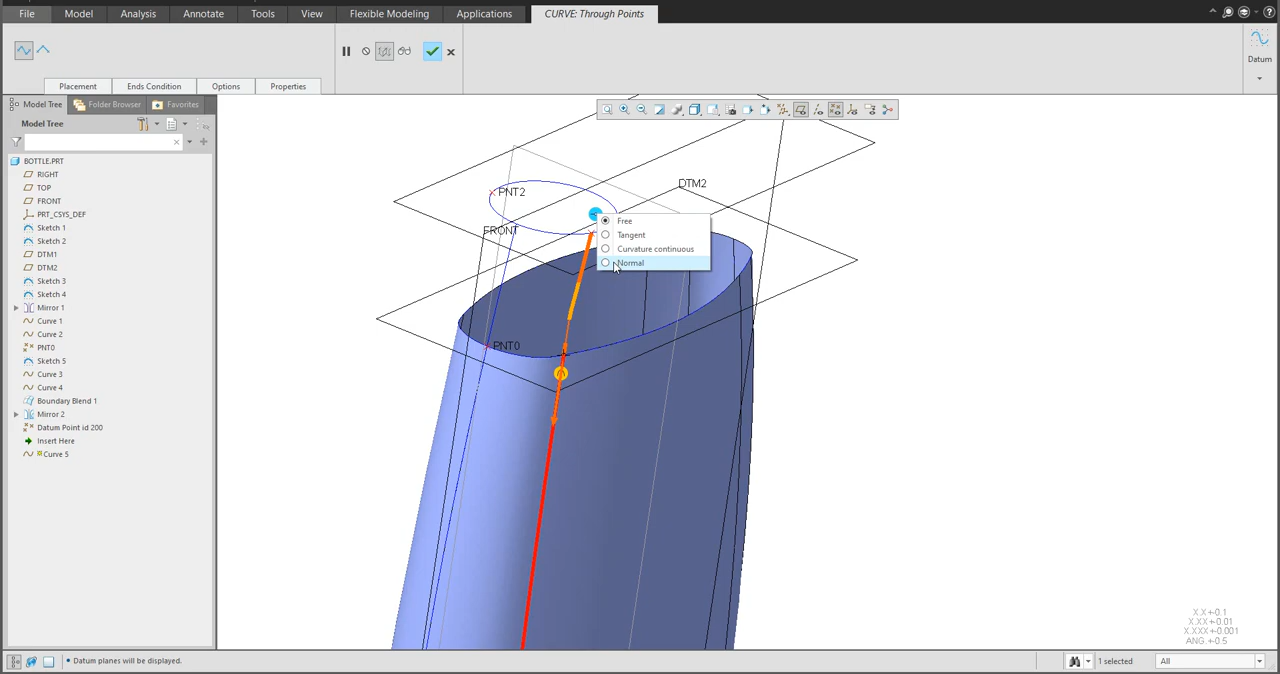 File Model Analysis Annotate Tools View Flexible Modeling Applications CURVE: Through Points
Datum
Placement Ends Condition Options Properties
Model Tree Folder Browser Favorites
Model Tree
BOTTLE.PRT
RIGHT
TOP
FRONT
PRT_CSYS_DEF
Sketch 1
Sketch 2
DTM1
DTM2
Sketch 3
Sketch 4
Mirror 1
Curve 1
Curve 2
PNT0
Sketch 5
Curve 3
Curve 4
Boundary Blend 1
Mirror 2
Datum Point id 200
Insert Here
Curve 5
DTM2
PNT2
FRONT
Free
Tangent
Curvature continuous
Normal
PNT0
X.X+-0.1
X.XX+-0.01
X.XXX+-0.001
ANG.+-0.5
• Datum planes will be displayed.
1 selected
All